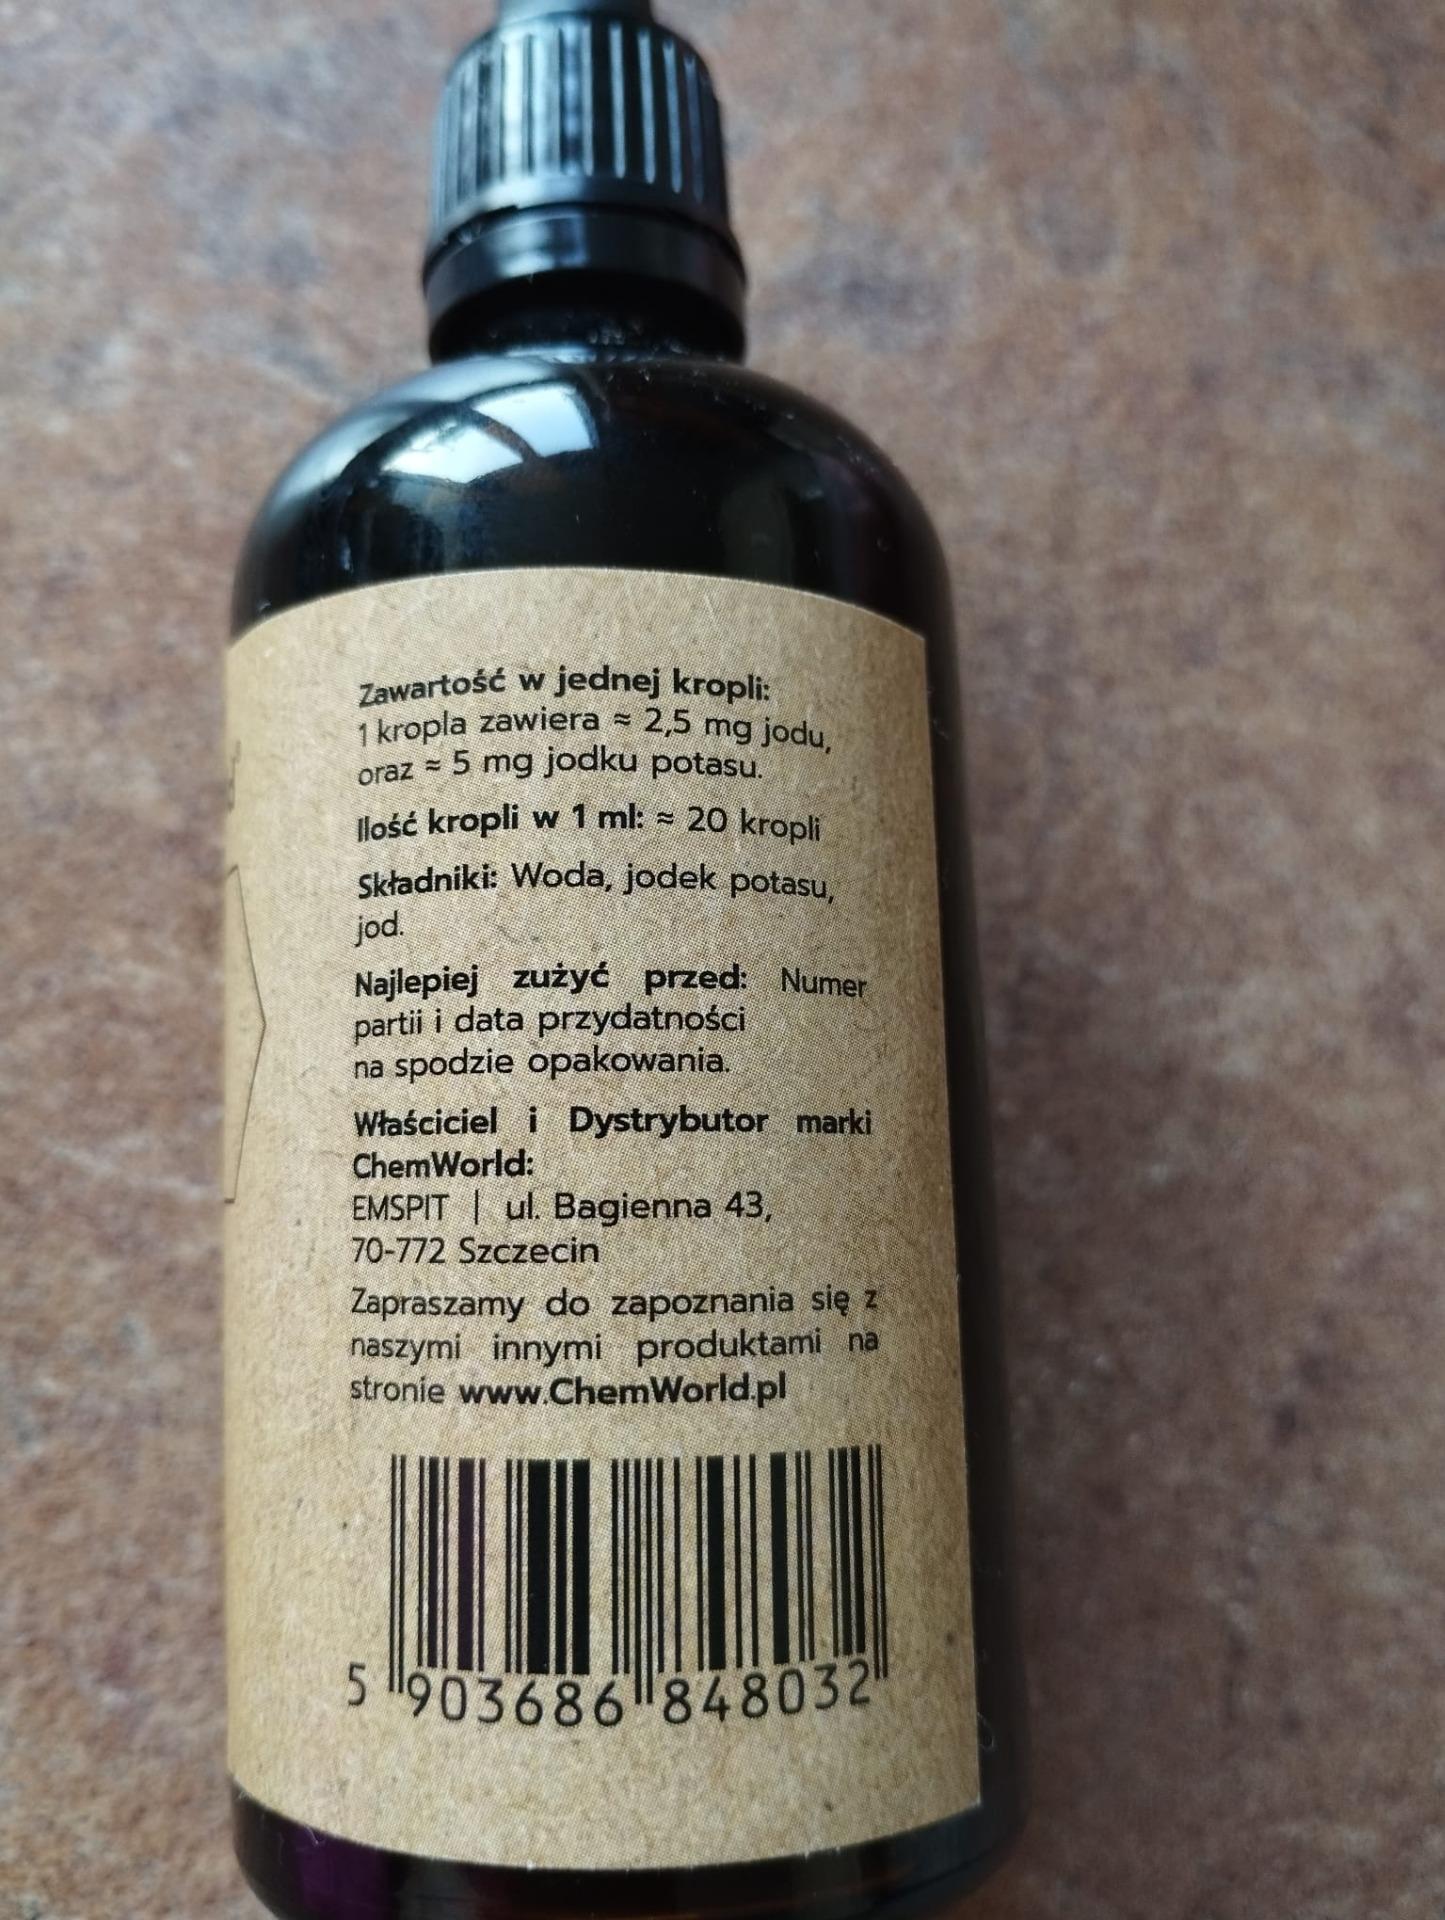 Zawartość w jednej kropli:
1 kropla zawiera ≈ 2,5 mg jodu,
oraz ≈ 5 mg jodku potasu.
Ilość kropli w 1 ml: ≈ 20 kropli
Składniki: Woda, jodek potasu,
jod.
Najlepiej zużyć przed: Numer
partii i data przydatności
na spodzie opakowania.
Właściciel i Dystrybutor marki
ChemWorld:
EMSPIT | ul. Bagienna 43,
70-772 Szczecin
Zapraszamy do zapoznania się z
naszymi innymi produktami na
stronie www.ChemWorld.pl
5 903686 848032